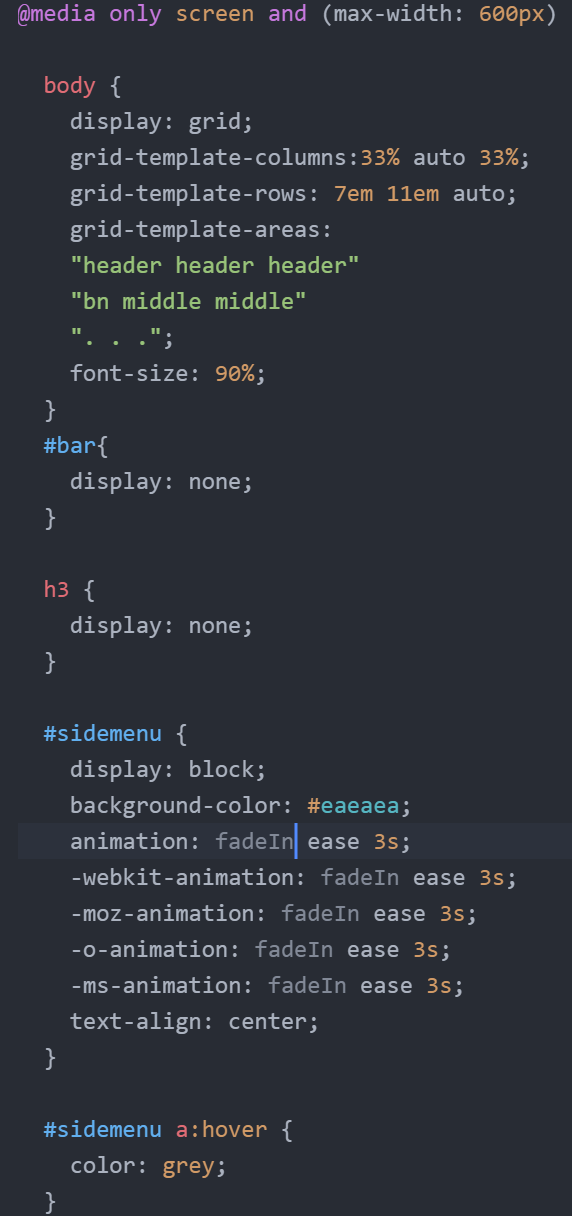 @media only screen and (max-width: 600px)
body {
display: grid;
grid-template-columns:33% auto 33%;
grid-template-rows: 7em 11em auto;
grid-template-areas:
"header header header"
"bn middle middle"
". . .";
font-size: 90%;
}
#bar{
display: none;
}
h3 {
display: none;
}
#sidemenu {
display: block;
background-color: #eaeaea;
animation: fadeIn ease 3s;
-webkit-animation: fadeIn ease 3s;
-moz-animation: fadeIn ease 3s;
-o-animation: fadeIn ease 3s;
-ms-animation: fadeIn ease 3s;
text-align: center;
}
#sidemenu a:hover {
color: grey;
}